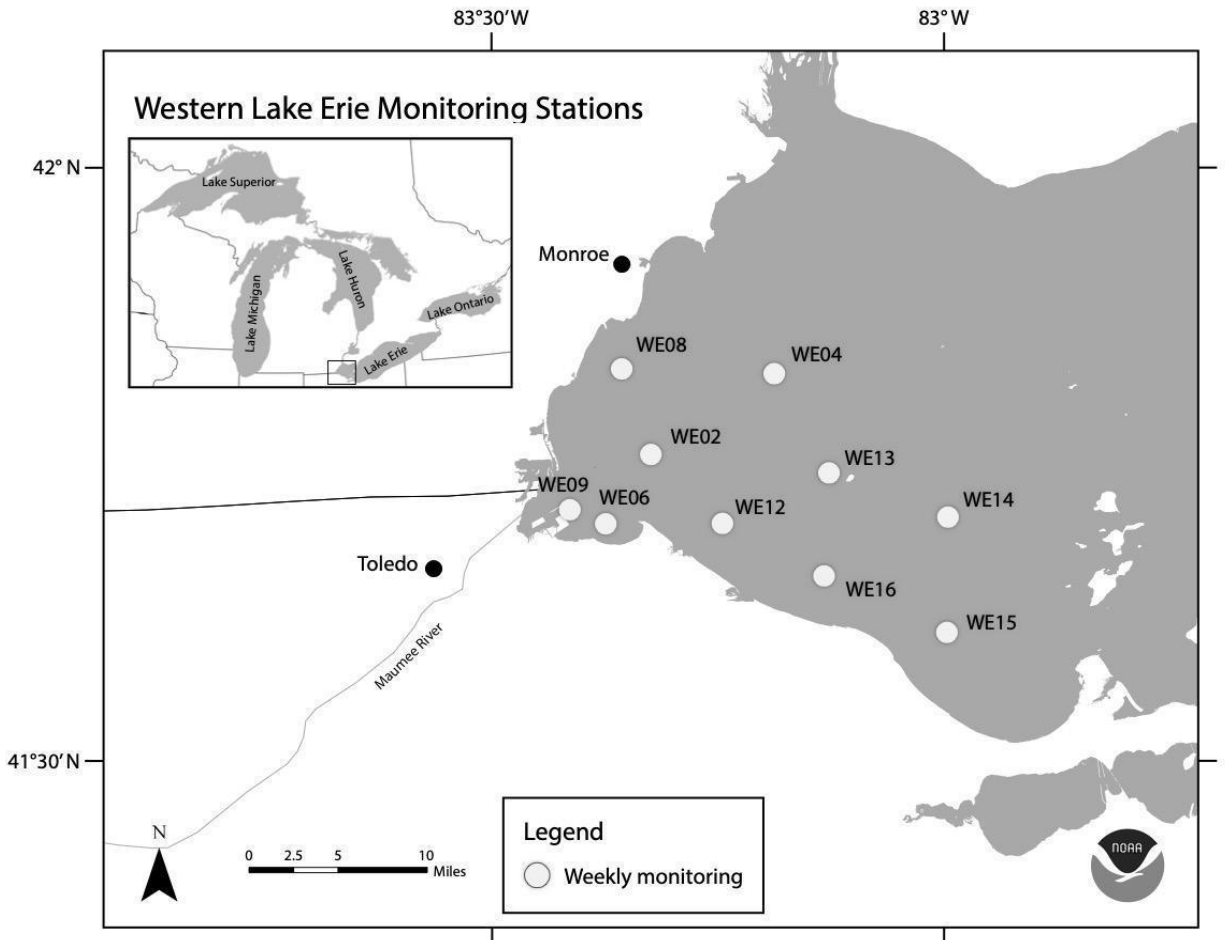 83°30′W
83°W
Western Lake Erie Monitoring Stations
42° N
Lake Superior
Lake Michigan
Lake Huron
Lake Ontario
Lake Erie
Monroe
WE08
WE04
WE02
WE13
WE09
WE06
WE12
WE14
Toledo
WE16
WE15
Maumee River
41°30′N
N
0 2.5 5 10
Miles
Legend
Weekly monitoring
NOAA